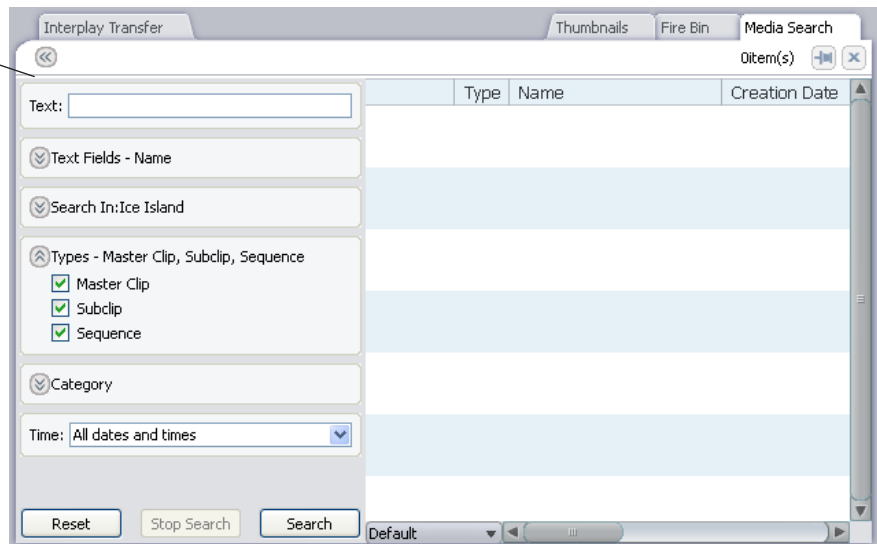 Interplay Transfer
Thumbnails
Fire Bin
Media Search
0item(s)
Text:
Type
Name
Creation Date
Text Fields - Name
Search In:Ice Island
Types - Master Clip, Subclip, Sequence
Master Clip
Subclip
Sequence
Category
Time: All dates and times
Reset
Stop Search
Search
Default